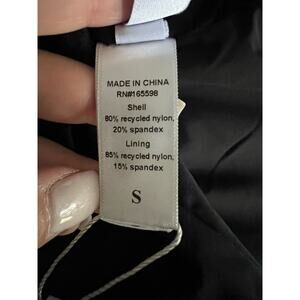 MADE IN CHINA
RN#165598
Shell
80% recycled nylon,
20% spandex
Lining
85% recycled nylon,
15% spandex
S